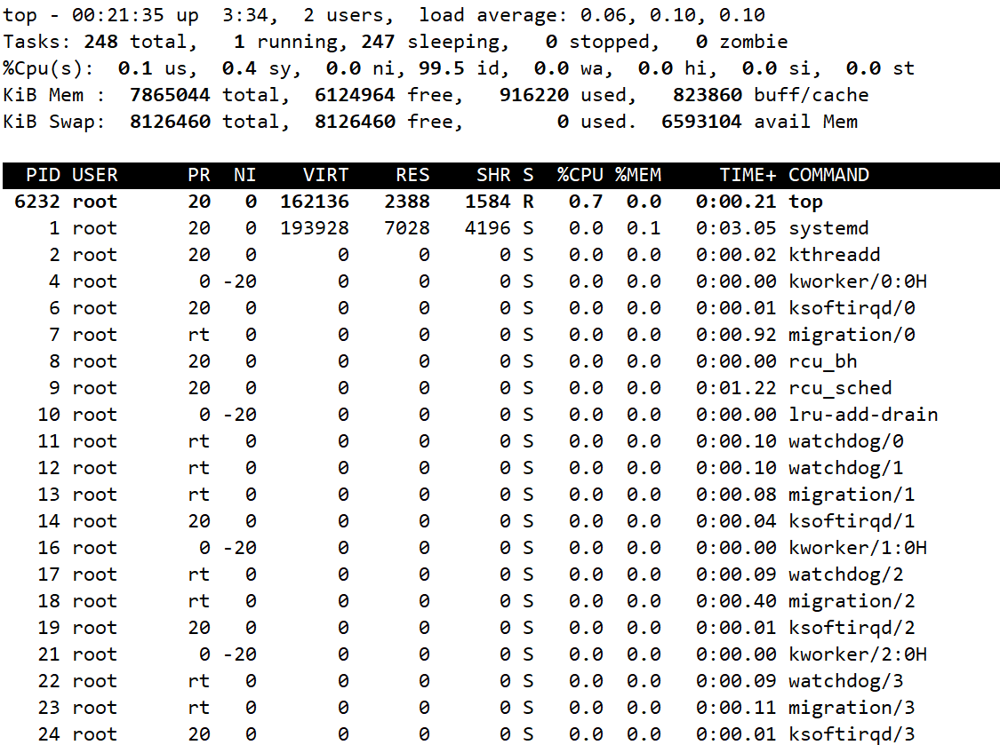 top - 00:21:35 up  3:34,  2 users,  load average: 0.06, 0.10, 0.10
Tasks: 248 total,   1 running, 247 sleeping,   0 stopped,   0 zombie
%Cpu(s):  0.1 us,  0.4 sy,  0.0 ni, 99.5 id,  0.0 wa,  0.0 hi,  0.0 si,  0.0 st
KiB Mem :  7865044 total,  6124964 free,   916220 used,   823860 buff/cache
KiB Swap:  8126460 total,  8126460 free,        0 used.  6593104 avail Mem
  PID USER      PR  NI    VIRT    RES    SHR S  %CPU %MEM     TIME+ COMMAND
 6232 root      20   0  162136   2388   1584 R   0.7  0.0   0:00.21 top
    1 root      20   0  193928   7028   4196 S   0.0  0.1   0:03.05 systemd
    2 root      20   0       0      0      0 S   0.0  0.0   0:00.02 kthreadd
    4 root       0 -20       0      0      0 S   0.0  0.0   0:00.00 kworker/0:0H
    6 root      20   0       0      0      0 S   0.0  0.0   0:00.01 ksoftirqd/0
    7 root      rt   0       0      0      0 S   0.0  0.0   0:00.92 migration/0
    8 root      20   0       0      0      0 S   0.0  0.0   0:00.00 rcu_bh
    9 root      20   0       0      0      0 S   0.0  0.0   0:01.22 rcu_sched
   10 root       0 -20       0      0      0 S   0.0  0.0   0:00.00 lru-add-drain
   11 root      rt   0       0      0      0 S   0.0  0.0   0:00.10 watchdog/0
   12 root      rt   0       0      0      0 S   0.0  0.0   0:00.10 watchdog/1
   13 root      rt   0       0      0      0 S   0.0  0.0   0:00.08 migration/1
   14 root      20   0       0      0      0 S   0.0  0.0   0:00.04 ksoftirqd/1
   16 root       0 -20       0      0      0 S   0.0  0.0   0:00.00 kworker/1:0H
   17 root      rt   0       0      0      0 S   0.0  0.0   0:00.09 watchdog/2
   18 root      rt   0       0      0      0 S   0.0  0.0   0:00.40 migration/2
   19 root      20   0       0      0      0 S   0.0  0.0   0:00.01 ksoftirqd/2
   21 root       0 -20       0      0      0 S   0.0  0.0   0:00.00 kworker/2:0H
   22 root      rt   0       0      0      0 S   0.0  0.0   0:00.09 watchdog/3
   23 root      rt   0       0      0      0 S   0.0  0.0   0:00.11 migration/3
   24 root      20   0       0      0      0 S   0.0  0.0   0:00.01 ksoftirqd/3